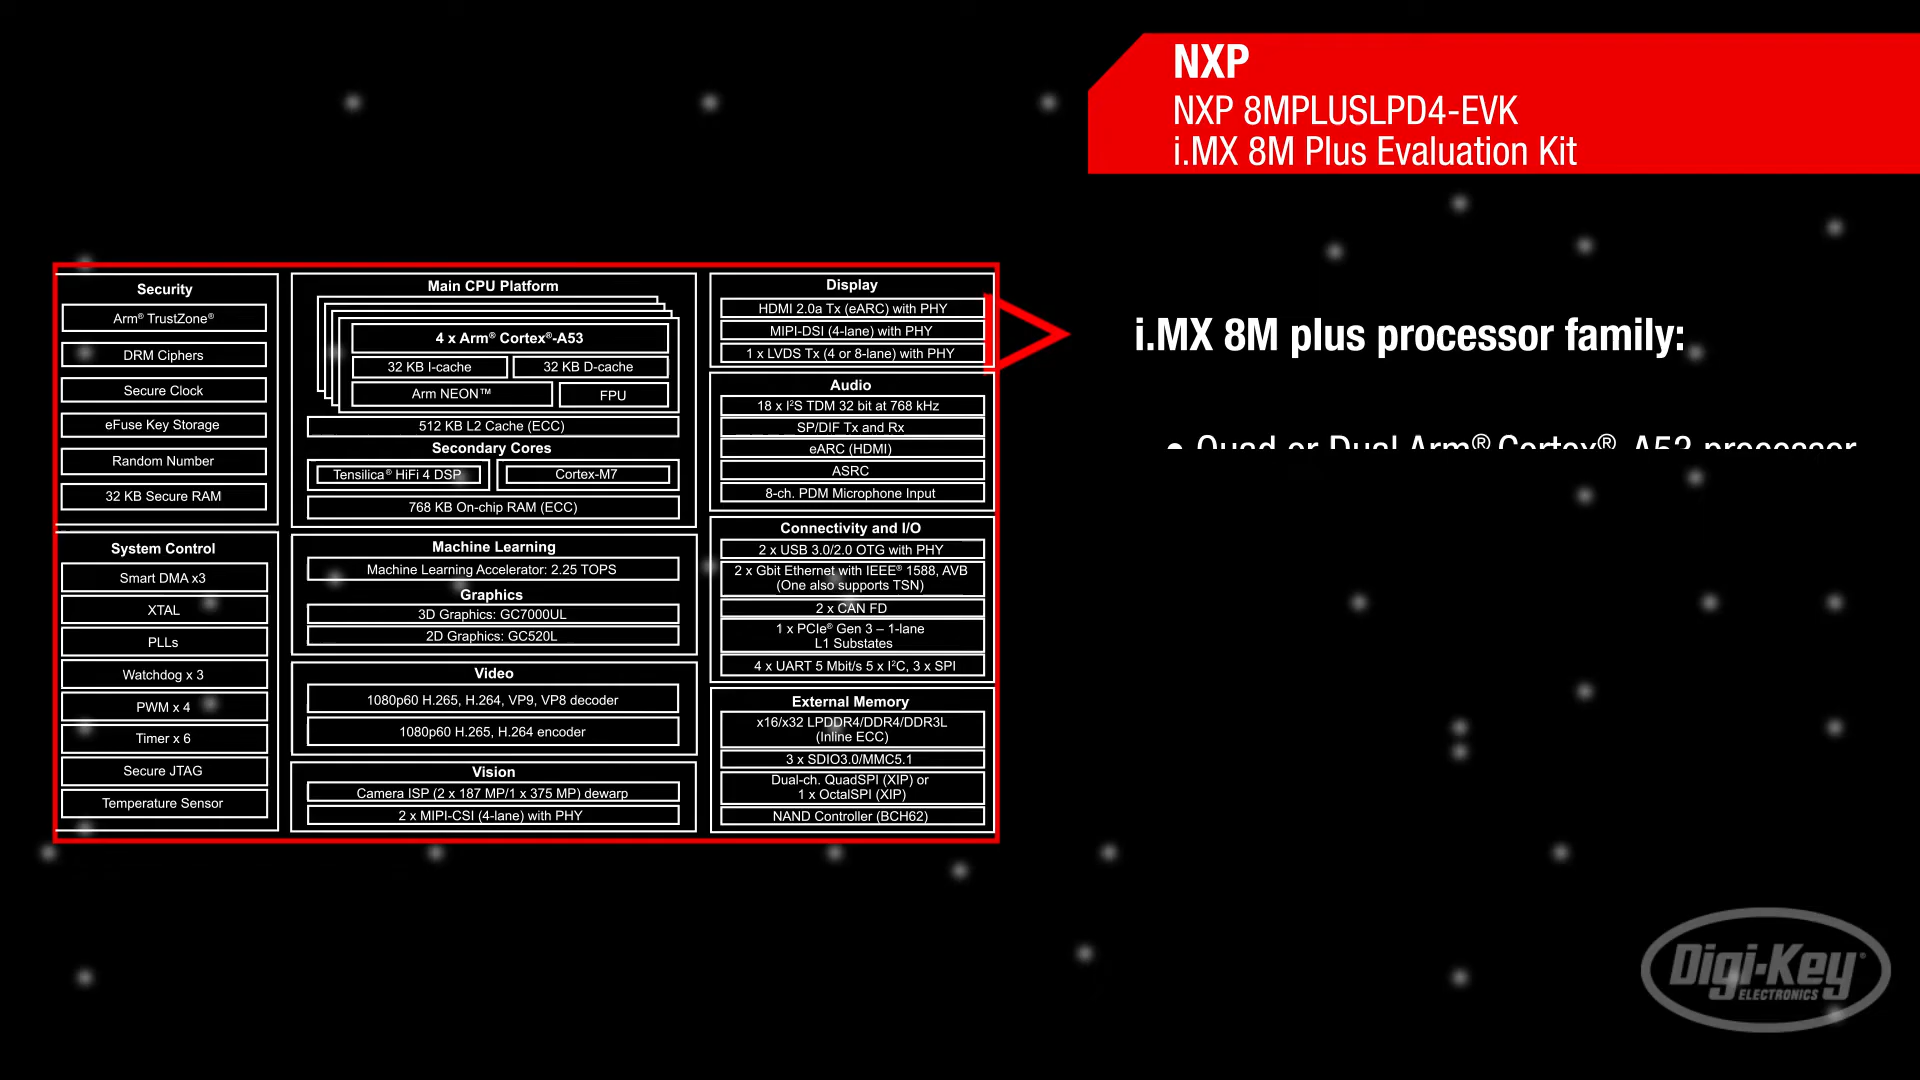 NXP
NXP 8MPLUSLPD4-EVK
i.MX 8M Plus Evaluation Kit
Security
Arm® TrustZone®
DRM Ciphers
Secure Clock
eFuse Key Storage
Random Number
32 KB Secure RAM
System Control
Smart DMA x3
XTAL
PLLs
Watchdog x 3
PWM x 4
Timer x 6
Secure JTAG
Temperature Sensor
Main CPU Platform
4 x Arm® Cortex®-A53
32 KB I-cache
32 KB D-cache
Arm NEON™
FPU
512 KB L2 Cache (ECC)
Secondary Cores
Tensilica® HiFi 4 DSP
Cortex-M7
768 KB On-chip RAM (ECC)
Machine Learning
Machine Learning Accelerator: 2.25 TOPS
Graphics
3D Graphics: GC7000UL
2D Graphics: GC520L
Video
1080p60 H.265, H.264, VP9, VP8 decoder
1080p60 H.265, H.264 encoder
Vision
Camera ISP (2 x 187 MP/1 x 375 MP) dewarp
2 x MIPI-CSI (4-lane) with PHY
Display
HDMI 2.0a Tx (eARC) with PHY
MIPI-DSI (4-lane) with PHY
1 x LVDS Tx (4 or 8-lane) with PHY
Audio
18 x I²S TDM 32 bit at 768 kHz
SP/DIF Tx and Rx
eARC (HDMI)
ASRC
8-ch. PDM Microphone Input
Connectivity and I/O
2 x USB 3.0/2.0 OTG with PHY
2 x Gbit Ethernet with IEEE® 1588, AVB
(One also supports TSN)
2 x CAN FD
1 x PCIe® Gen 3 – 1-lane
L1 Substates
4 x UART 5 Mbit/s 5 x I²C, 3 x SPI
External Memory
x16/x32 LPDDR4/DDR4/DDR3L
(Inline ECC)
3 x SDIO3.0/MMC5.1
Dual-ch. QuadSPI (XIP) or
1 x OctalSPI (XIP)
NAND Controller (BCH62)
i.MX 8M plus processor family:
• Quad or Dual Arm® Cortex®-A53 processor
Digi-Key
ELECTRONICS